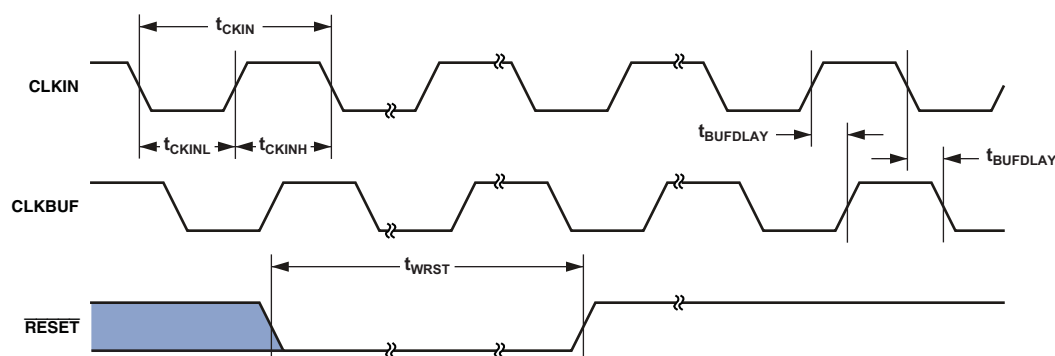 tCKIN
CLKIN
tCKINL
tCKINH
tBUFDLAY
tBUFDLAY
CLKBUF
tWRST
RESET